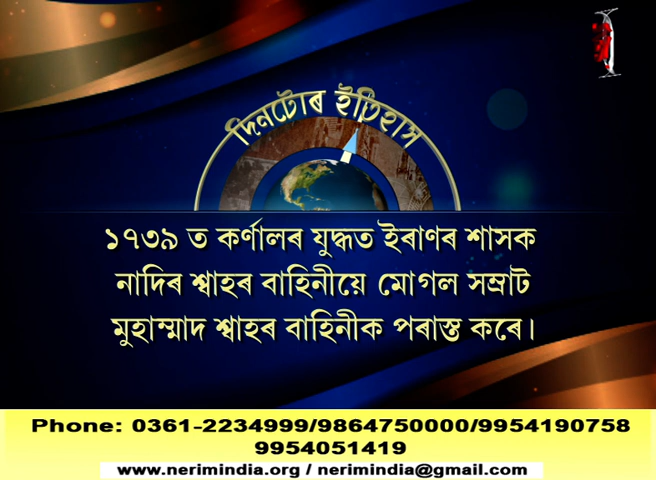 দিনটোৰ ইতিহাস
১৭৩৯ ত কৰ্ণালৰ যুদ্ধত ইৰাণৰ শাসক
নাদিৰ শ্বাহৰ বাহিনীয়ে মোগল সম্ৰাট
মুহাম্মাদ শ্বাহৰ বাহিনীক পৰাস্ত কৰে।
Phone: 0361-2234999/9864750000/9954190758
9954051419
www.nerimindia.org / nerimindia@gmail.com